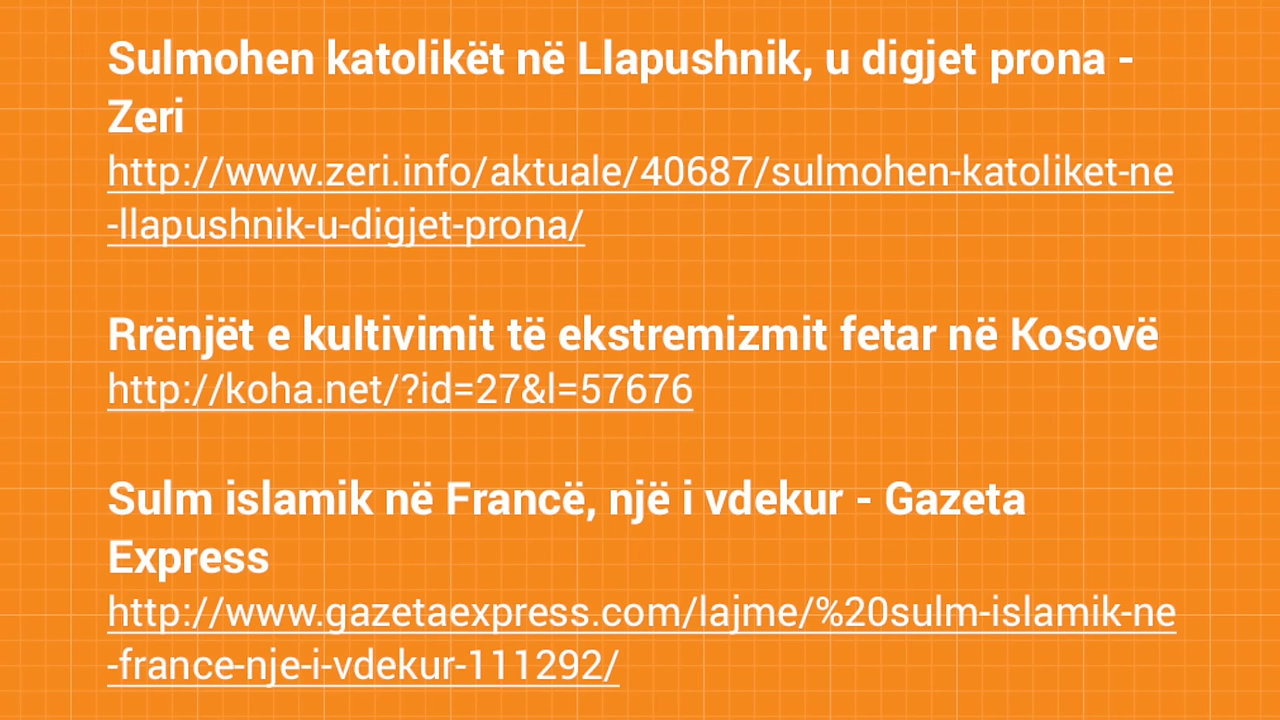 Sulmohen katolikët në Llapushnik, u digjet prona -
Zeri
http://www.zeri.info/aktuale/40687/sulmohen-katoliket-ne
-llapushnik-u-digjet-prona/
Rrënjët e kultivimit të ekstremizmit fetar në Kosovë
http://koha.net/?id=27&l=57676
Sulm islamik në Francë, një i vdekur - Gazeta
Express
http://www.gazetaexpress.com/lajme/%20sulm-islamik-ne
-france-nje-i-vdekur-111292/